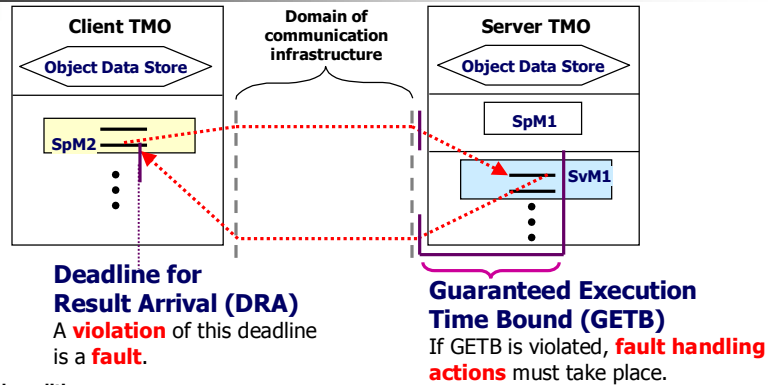 Client TMO
Object Data Store
SpM2
Domain of
communication
infrastructure
Server TMO
Object Data Store
SpM1
SvM1
Deadline for
Result Arrival (DRA)
A violation of this deadline
is a fault.
Guaranteed Execution
Time Bound (GETB)
If GETB is violated, fault handling
actions must take place.